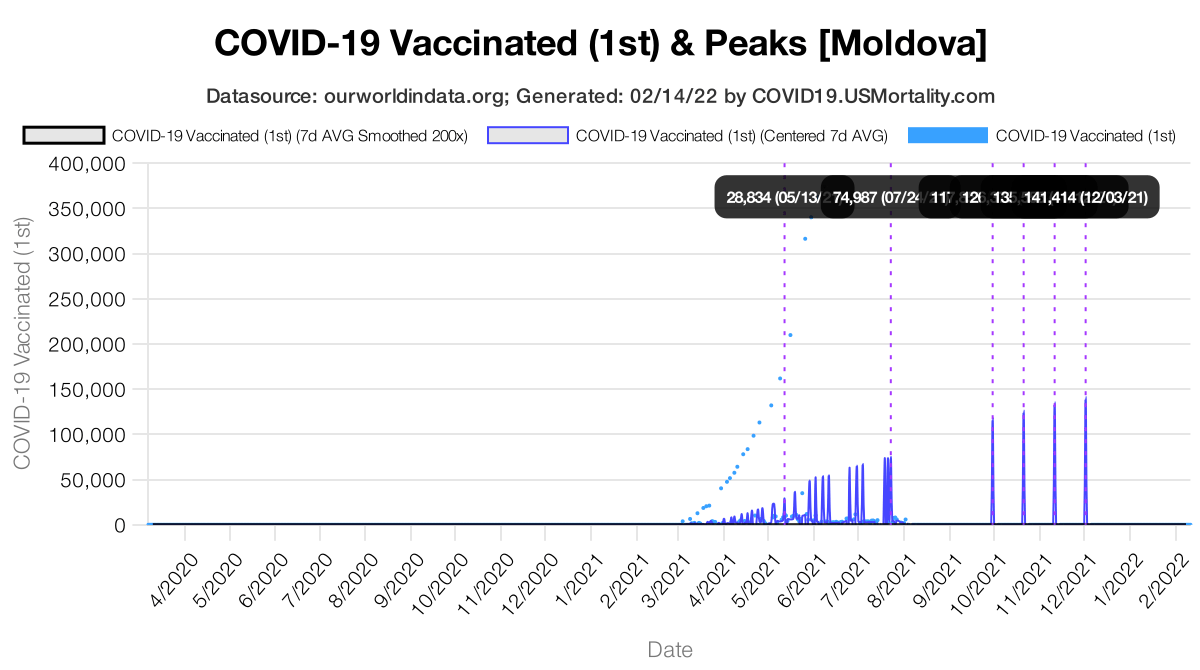 COVID-19 Vaccinated (1st) & Peaks [Moldova]
Datasource: ourworldindata.org; Generated: 02/14/22 by COVID19.USMortality.com
COVID-19 Vaccinated (1st) (7d AVG Smoothed 200x) COVID-19 Vaccinated (1st) (Centered 7d AVG) COVID-19 Vaccinated (1st)
400,000
350,000
300,000
250,000
200,000
150,000
100,000
50,000
0
COVID-19 Vaccinated (1st)
28,834 (05/13/ 74,987 (07/24 117 126 135 141,414 (12/03/21)
4/2020 5/2020 6/2020 7/2020 8/2020 9/2020 10/2020 11/2020 12/2020 1/2021 2/2021 3/2021 4/2021 5/2021 6/2021 7/2021 8/2021 9/2021 10/2021 11/2021 12/2021 1/2022 2/2022
Date